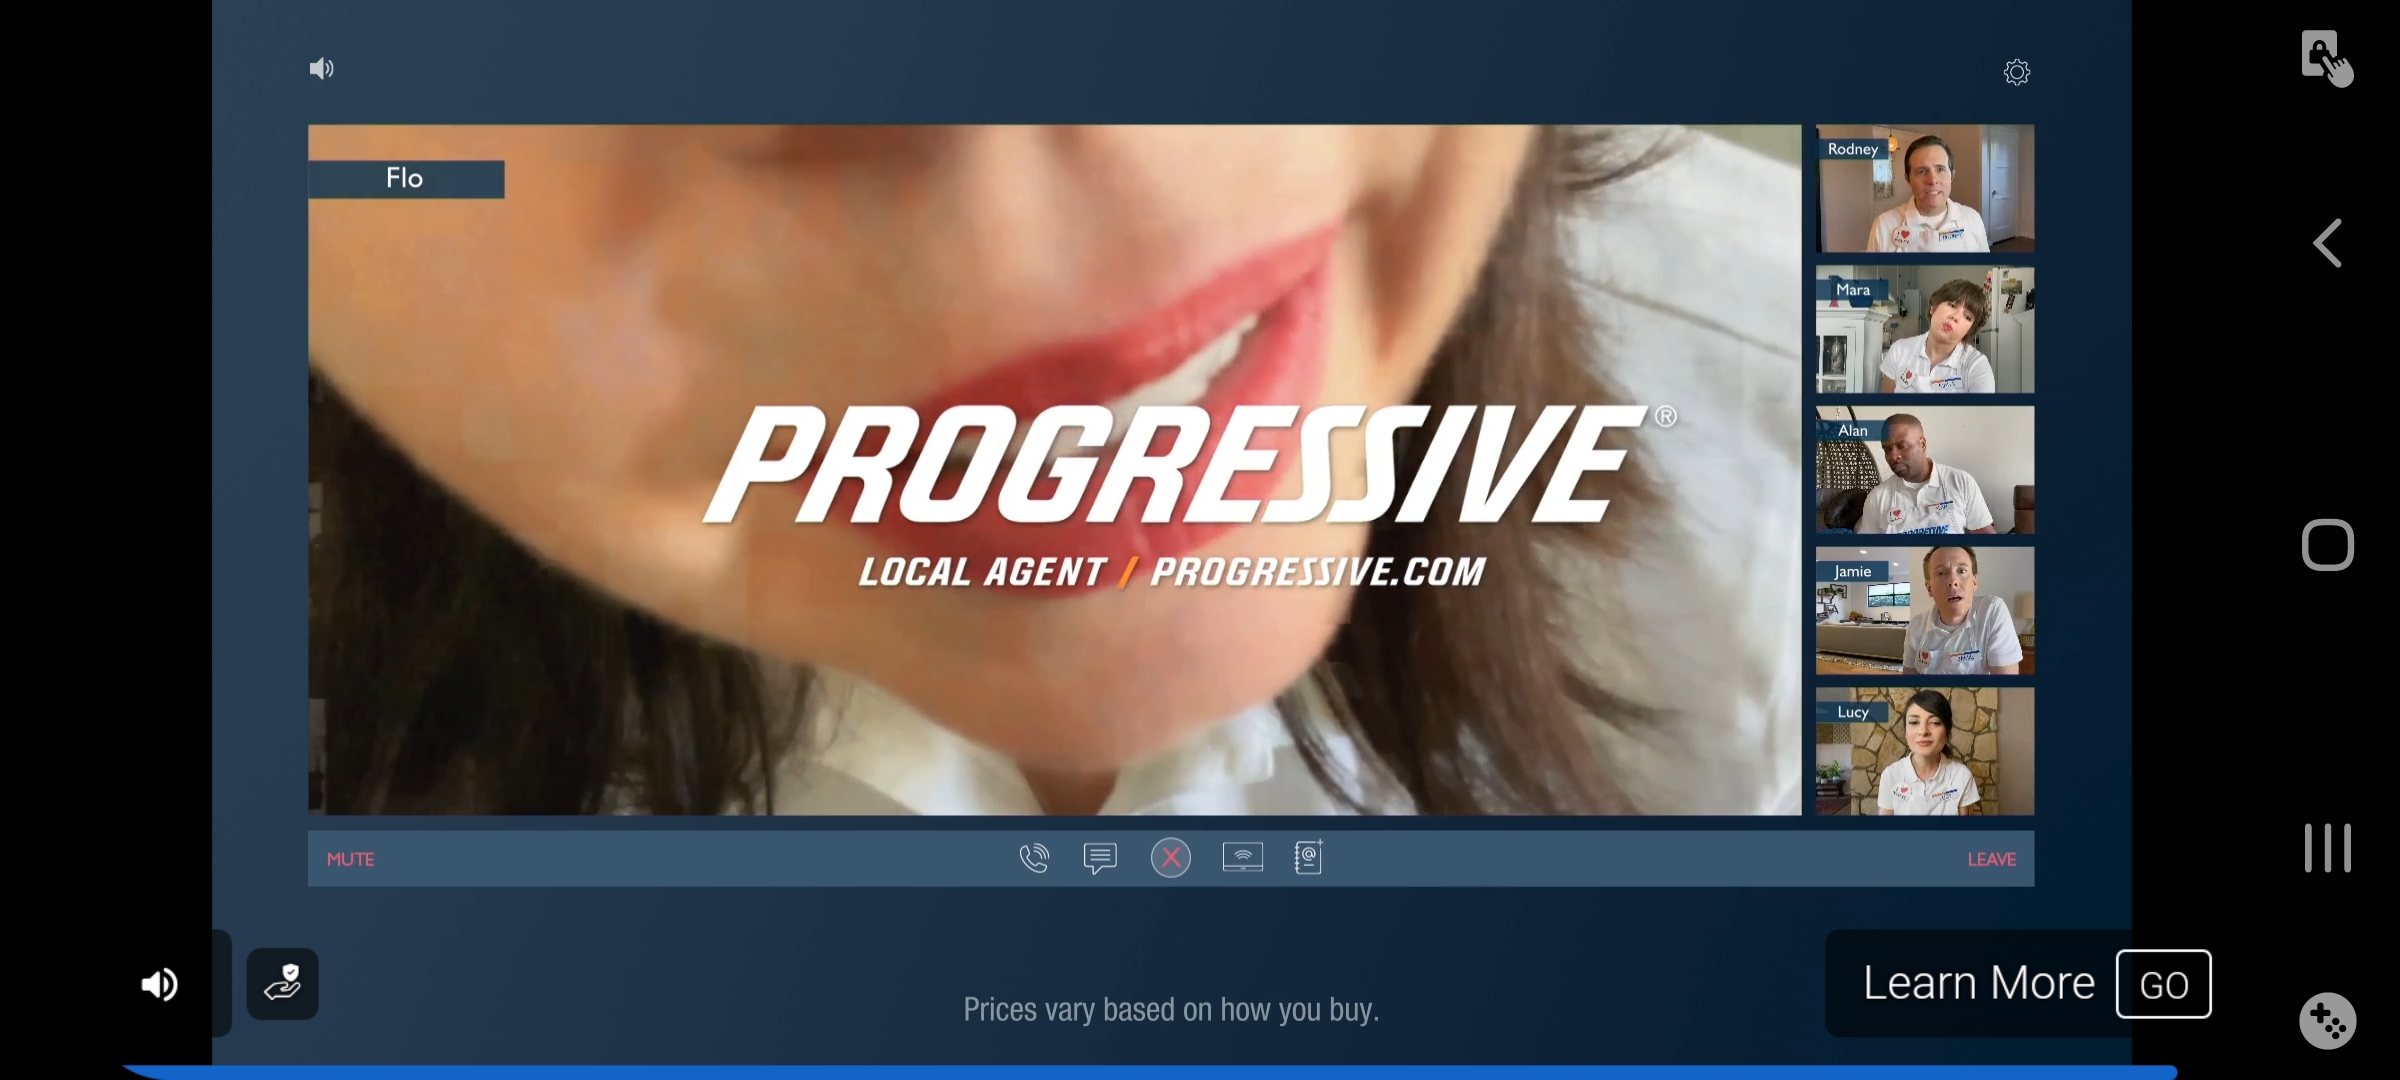 Flo
Rodney
Mara
Alan
Jamie
Lucy
PROGRESSIVE®
LOCAL AGENT / PROGRESSIVE.COM
MUTE
LEAVE
Learn More GO
Prices vary based on how you buy.